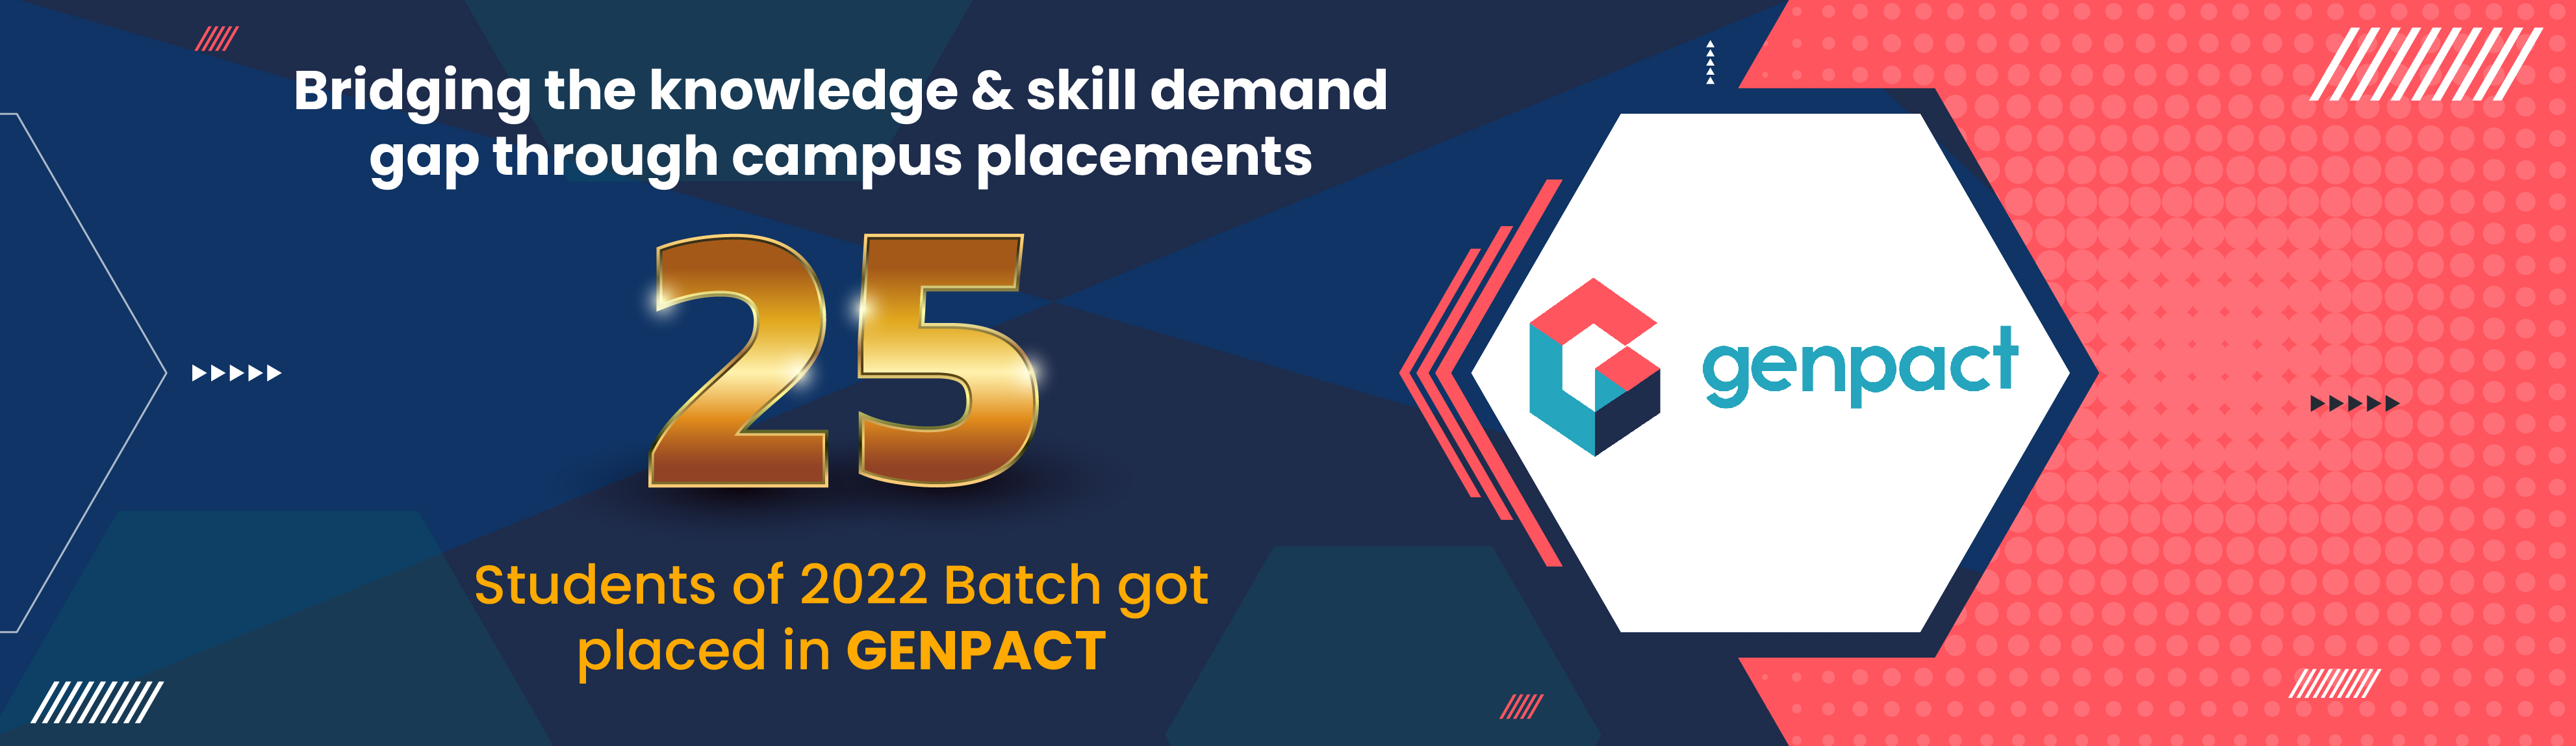 Bridging the knowledge & skill demand
gap through campus placements
25
Students of 2022 Batch got
placed in GENPACT
genpact